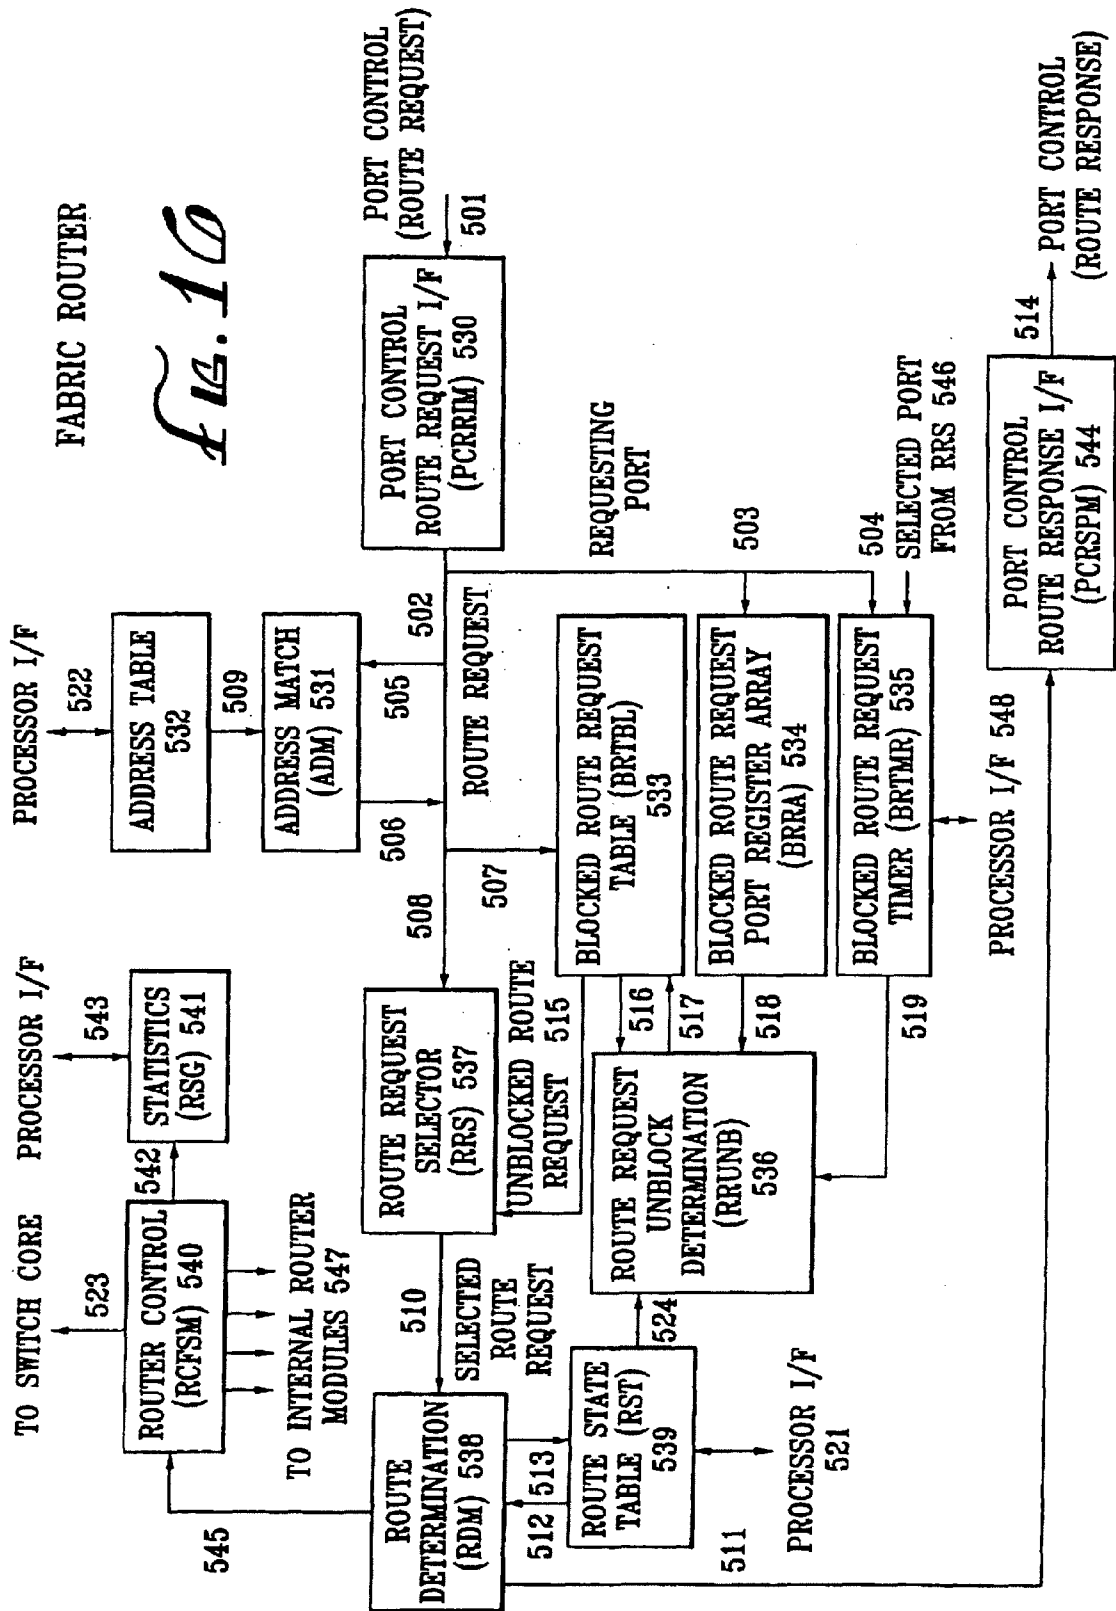 FABRIC ROUTER
FIG. 16
TO SWITCH CORE
523
ROUTER CONTROL
(RCFSM) 540
TO INTERNAL ROUTER
MODULES 547
542
545
PROCESSOR I/F
543
STATISTICS
(RSG) 541
PROCESSOR I/F
522
ADDRESS TABLE
532
509
ADDRESS MATCH
(ADM) 531
506
505
PORT CONTROL
(ROUTE REQUEST)
501
PORT CONTROL
ROUTE REQUEST I/F
(PCRRIM) 530
502
ROUTE REQUEST
508
507
REQUESTING
PORT
503
504
SELECTED PORT
FROM RRS 546
ROUTE REQUEST
SELECTOR
(RRS) 537
510
SELECTED
ROUTE
REQUEST
UNBLOCKED ROUTE
REQUEST 515
BLOCKED ROUTE REQUEST
TABLE (BRTBL)
533
BLOCKED ROUTE REQUEST
PORT REGISTER ARRAY
(BRRA) 534
BLOCKED ROUTE REQUEST
TIMER (BRTMR) 535
516
517
518
519
PROCESSOR I/F 548
ROUTE REQUEST
UNBLOCK
DETERMINATION
(RRUNB)
536
524
ROUTE
DETERMINATION
(RDM) 538
512
513
ROUTE STATE
TABLE (RST)
539
511
PROCESSOR I/F
521
PORT CONTROL
ROUTE RESPONSE I/F
(PCRSPM) 544
514
PORT CONTROL
(ROUTE RESPONSE)